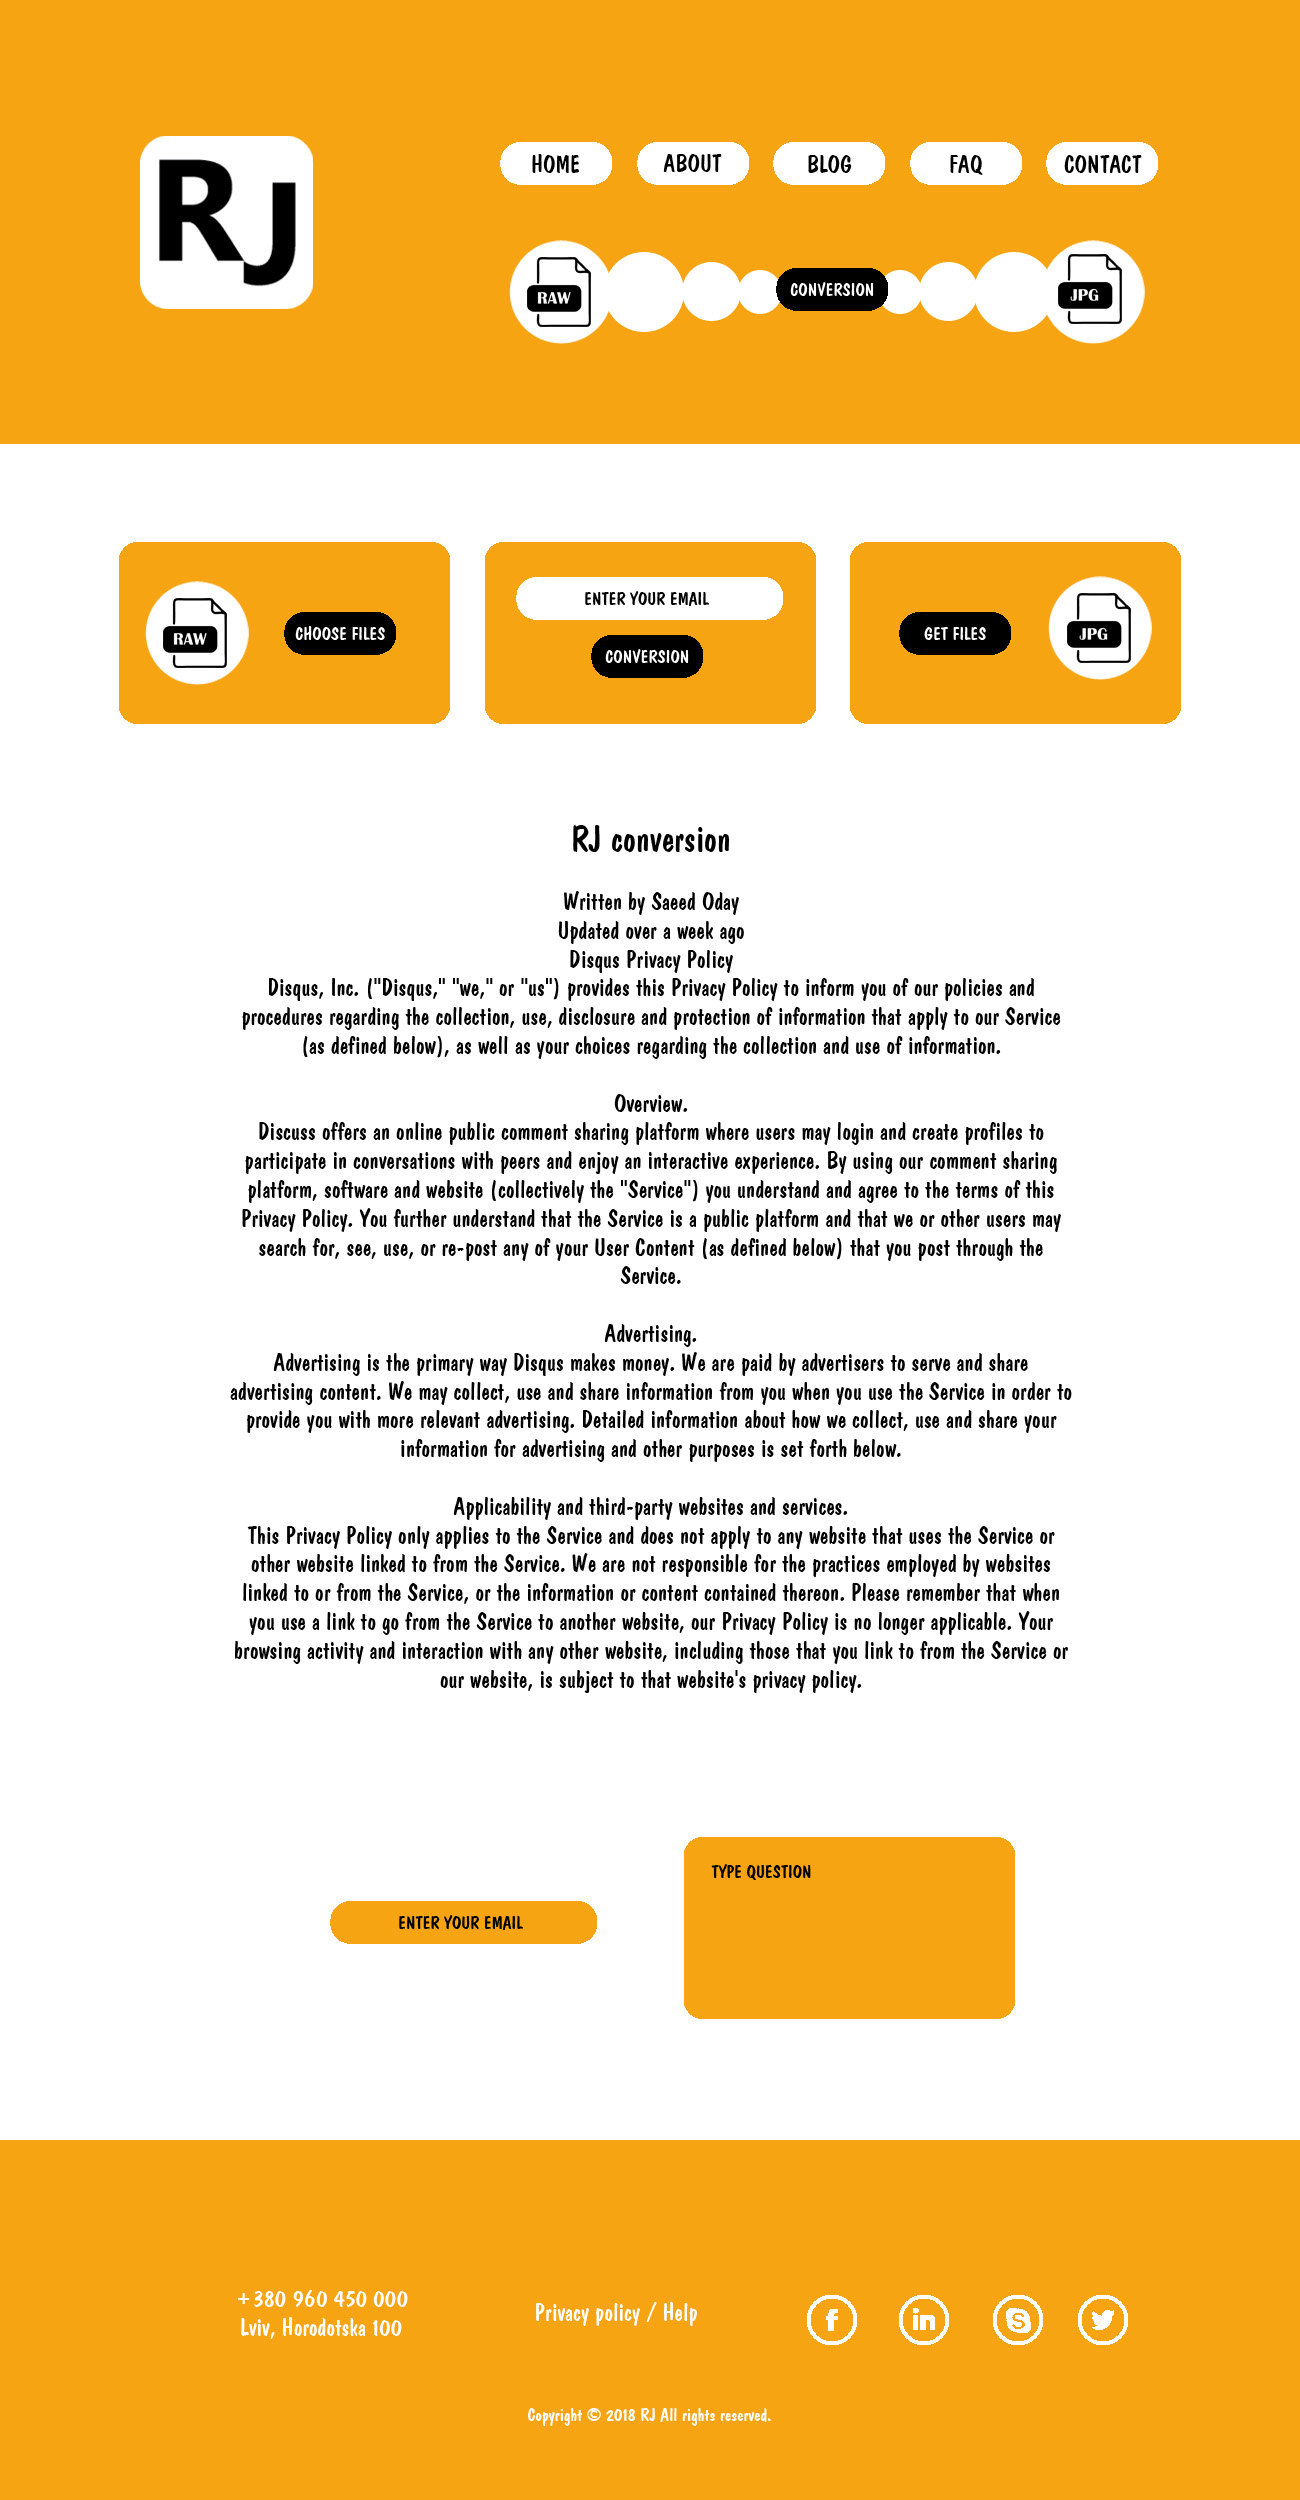 RJ
HOME ABOUT BLOG FAQ CONTACT
RAW CONVERSION JPG
RAW CHOOSE FILES
ENTER YOUR EMAIL
CONVERSION
GET FILES JPG
RJ conversion
Written by Saeed Oday
Updated over a week ago
Disqus Privacy Policy
Disqus, Inc. ("Disqus," "we," or "us") provides this Privacy Policy to inform you of our policies and
procedures regarding the collection, use, disclosure and protection of information that apply to our Service
(as defined below), as well as your choices regarding the collection and use of information.
Overview.
Discuss offers an online public comment sharing platform where users may login and create profiles to
participate in conversations with peers and enjoy an interactive experience. By using our comment sharing
platform, software and website (collectively the "Service") you understand and agree to the terms of this
Privacy Policy. You further understand that the Service is a public platform and that we or other users may
search for, see, use, or re-post any of your User Content (as defined below) that you post through the
Service.
Advertising.
Advertising is the primary way Disqus makes money. We are paid by advertisers to serve and share
advertising content. We may collect, use and share information from you when you use the Service in order to
provide you with more relevant advertising. Detailed information about how we collect, use and share your
information for advertising and other purposes is set forth below.
Applicability and third-party websites and services.
This Privacy Policy only applies to the Service and does not apply to any website that uses the Service or
other website linked to from the Service. We are not responsible for the practices employed by websites
linked to or from the Service, or the information or content contained thereon. Please remember that when
you use a link to go from the Service to another website, our Privacy Policy is no longer applicable. Your
browsing activity and interaction with any other website, including those that you link to from the Service or
our website, is subject to that website's privacy policy.
TYPE QUESTION
ENTER YOUR EMAIL
+380 960 450 000
Lviv, Horodotska 100
Privacy policy / Help
Copyright © 2018 RJ All rights reserved.